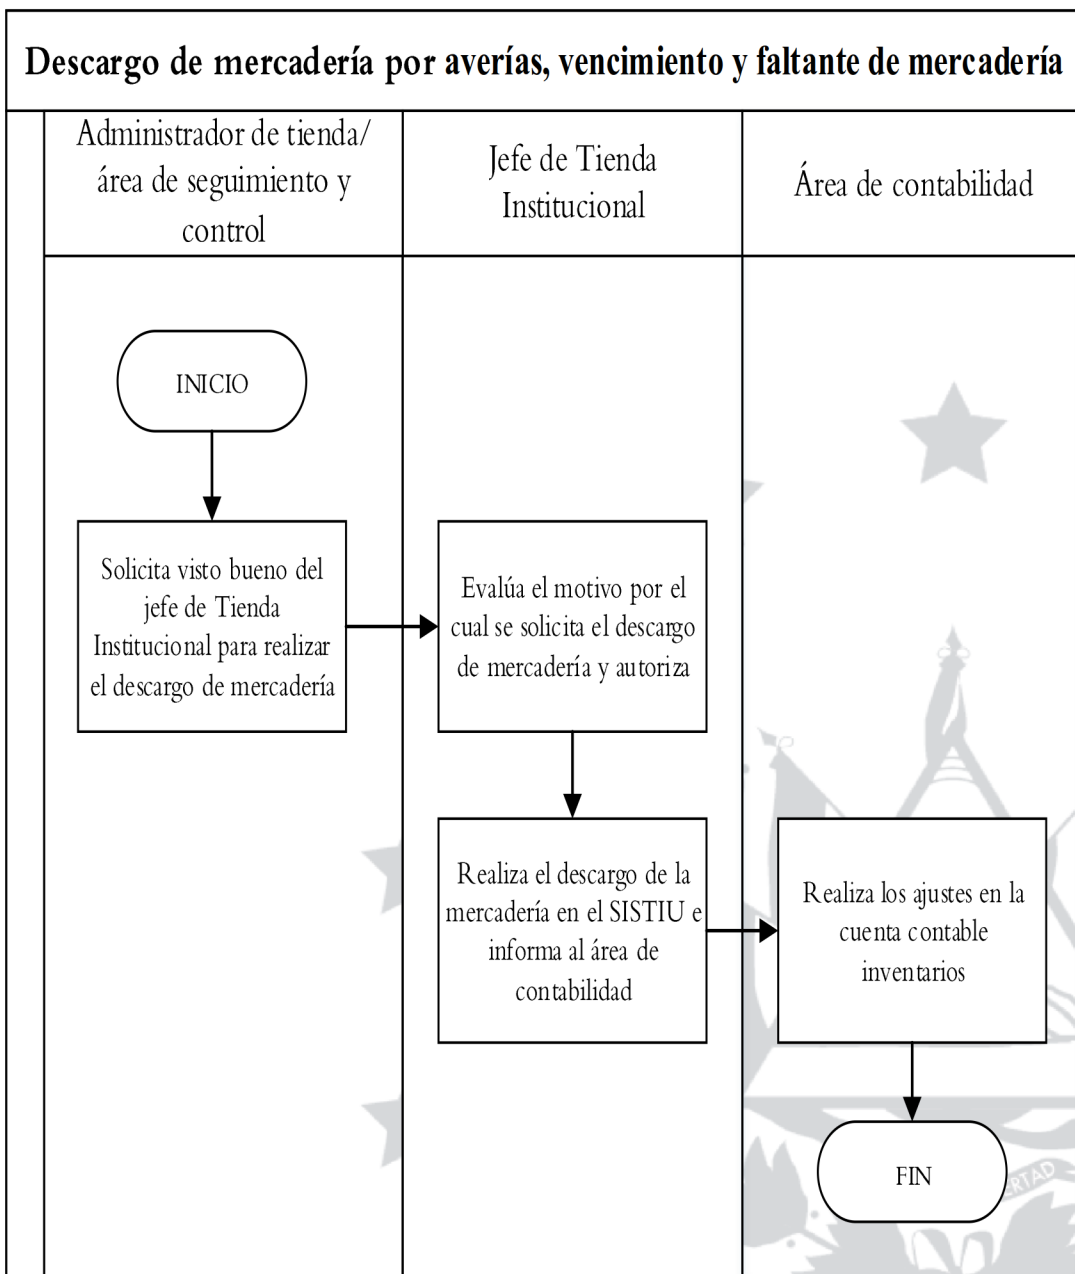 Descargo de mercadería por averías, vencimiento y faltante de mercadería
Administrador de tienda/
área de seguimiento y
control
Jefe de Tienda
Institucional
Área de contabilidad
INICIO
Solicita visto bueno del
jefe de Tienda
Institucional para realizar
el descargo de mercadería
Evalúa el motivo por el
cual se solicita el descargo
de mercadería y autoriza
Realiza el descargo de la
mercadería en el SISTIU e
informa al área de
contabilidad
Realiza los ajustes en la
cuenta contable
inventarios
FIN
ERTAD